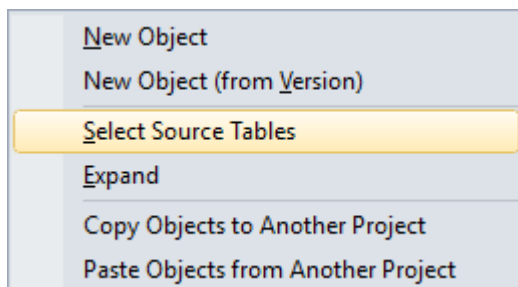 New Object
New Object (from Version)
Select Source Tables
Expand
Copy Objects to Another Project
Paste Objects from Another Project